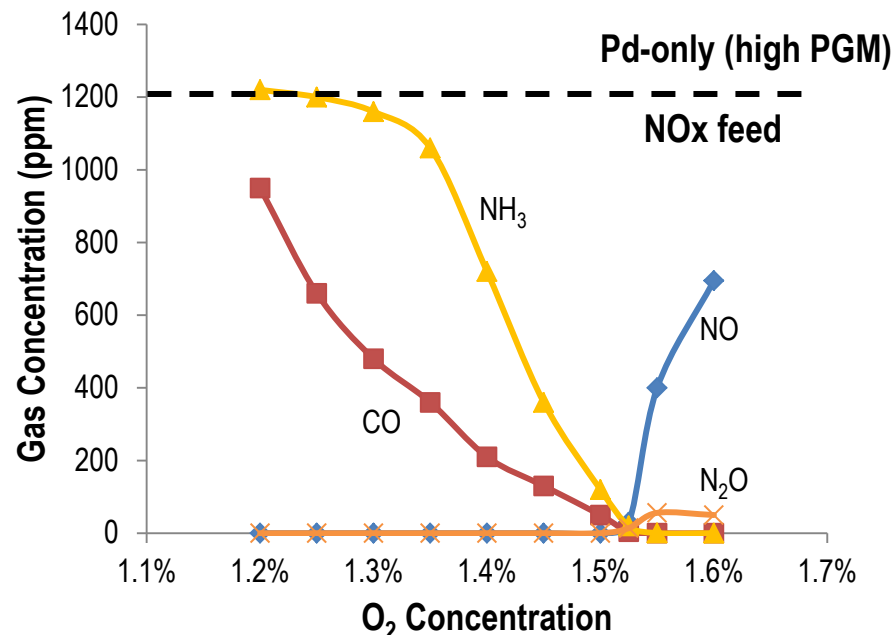 Pd-only (high PGM)
NOx feed
NH₃
NO
CO
N₂O
Gas Concentration (ppm)
1400
1200
1000
800
600
400
200
0
1.1% 1.2% 1.3% 1.4% 1.5% 1.6% 1.7%
O₂ Concentration